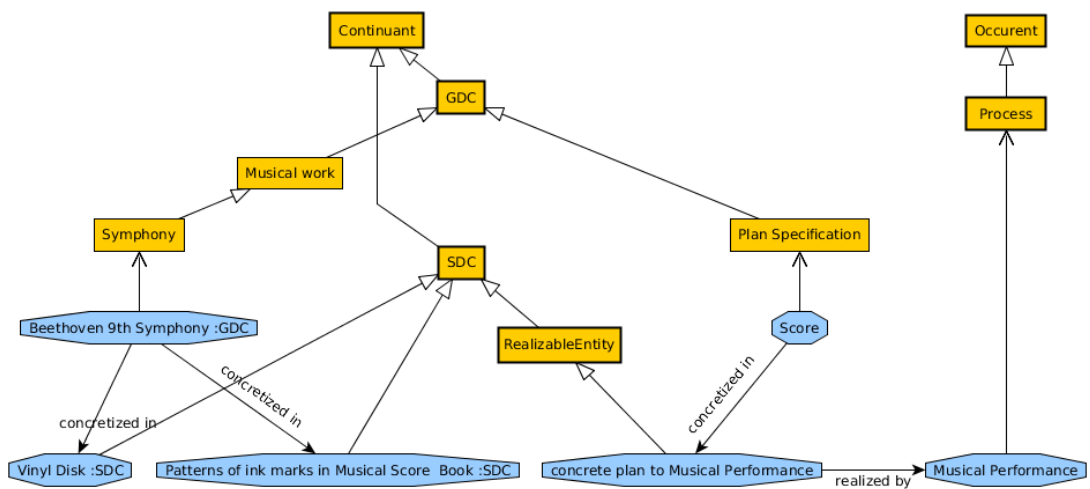 Continuant
Occurent
GDC
Process
Musical work
Symphony
Plan Specification
SDC
Beethoven 9th Symphony :GDC
Score
RealizableEntity
concretized in
concretized in
concretized in
Vinyl Disk :SDC
Patterns of ink marks in Musical Score  Book :SDC
concrete plan to Musical Performance
realized by
Musical Performance